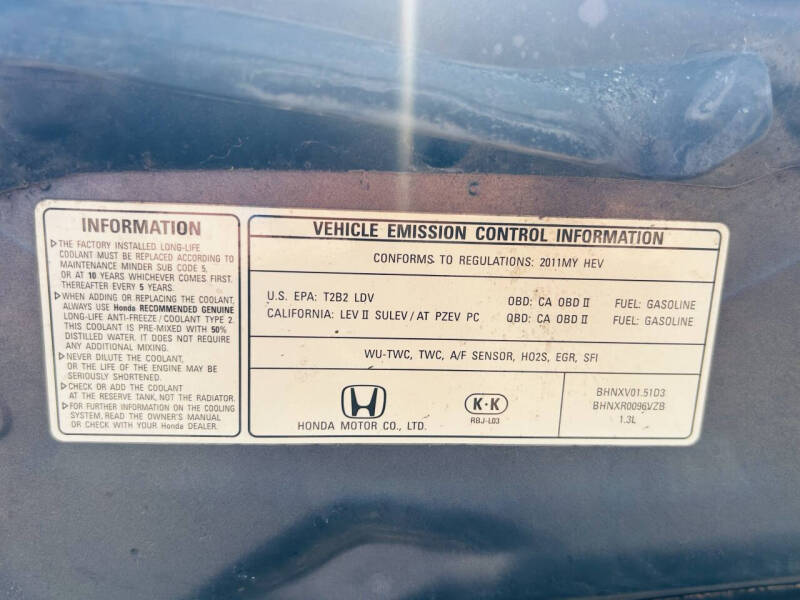 INFORMATION
▷THE FACTORY INSTALLED LONG-LIFE
COOLANT MUST BE REPLACED ACCORDING TO
MAINTENANCE MINDER SUB CODE 5,
OR AT 10 YEARS WHICHEVER COMES FIRST.
THEREAFTER EVERY 5 YEARS.
▷WHEN ADDING OR REPLACING THE COOLANT,
ALWAYS USE Honda RECOMMENDED GENUINE
LONG-LIFE ANTI-FREEZE/COOLANT TYPE 2.
THIS COOLANT IS PRE-MIXED WITH 50%
DISTILLED WATER. IT DOES NOT REQUIRE
ANY ADDITIONAL MIXING.
▷NEVER DILUTE THE COOLANT,
OR THE LIFE OF THE ENGINE MAY BE
SERIOUSLY SHORTENED.
▷CHECK OR ADD THE COOLANT
AT THE RESERVE TANK, NOT THE RADIATOR.
▷FOR FURTHER INFORMATION ON THE COOLING
SYSTEM, READ THE OWNER'S MANUAL
OR CHECK WITH YOUR Honda DEALER.
VEHICLE EMISSION CONTROL INFORMATION
CONFORMS TO REGULATIONS: 2011MY HEV
U.S. EPA: T2B2 LDV OBD: CA OBD II FUEL: GASOLINE
CALIFORNIA: LEV II SULEV/AT PZEV PC OBD: CA OBD II FUEL: GASOLINE
WU-TWC, TWC, A/F SENSOR, HO2S, EGR, SFI
HONDA MOTOR CO., LTD.
K·K
RBJ-L03
BHNXV01.51D3
BHNXR0096VZB
1.3L